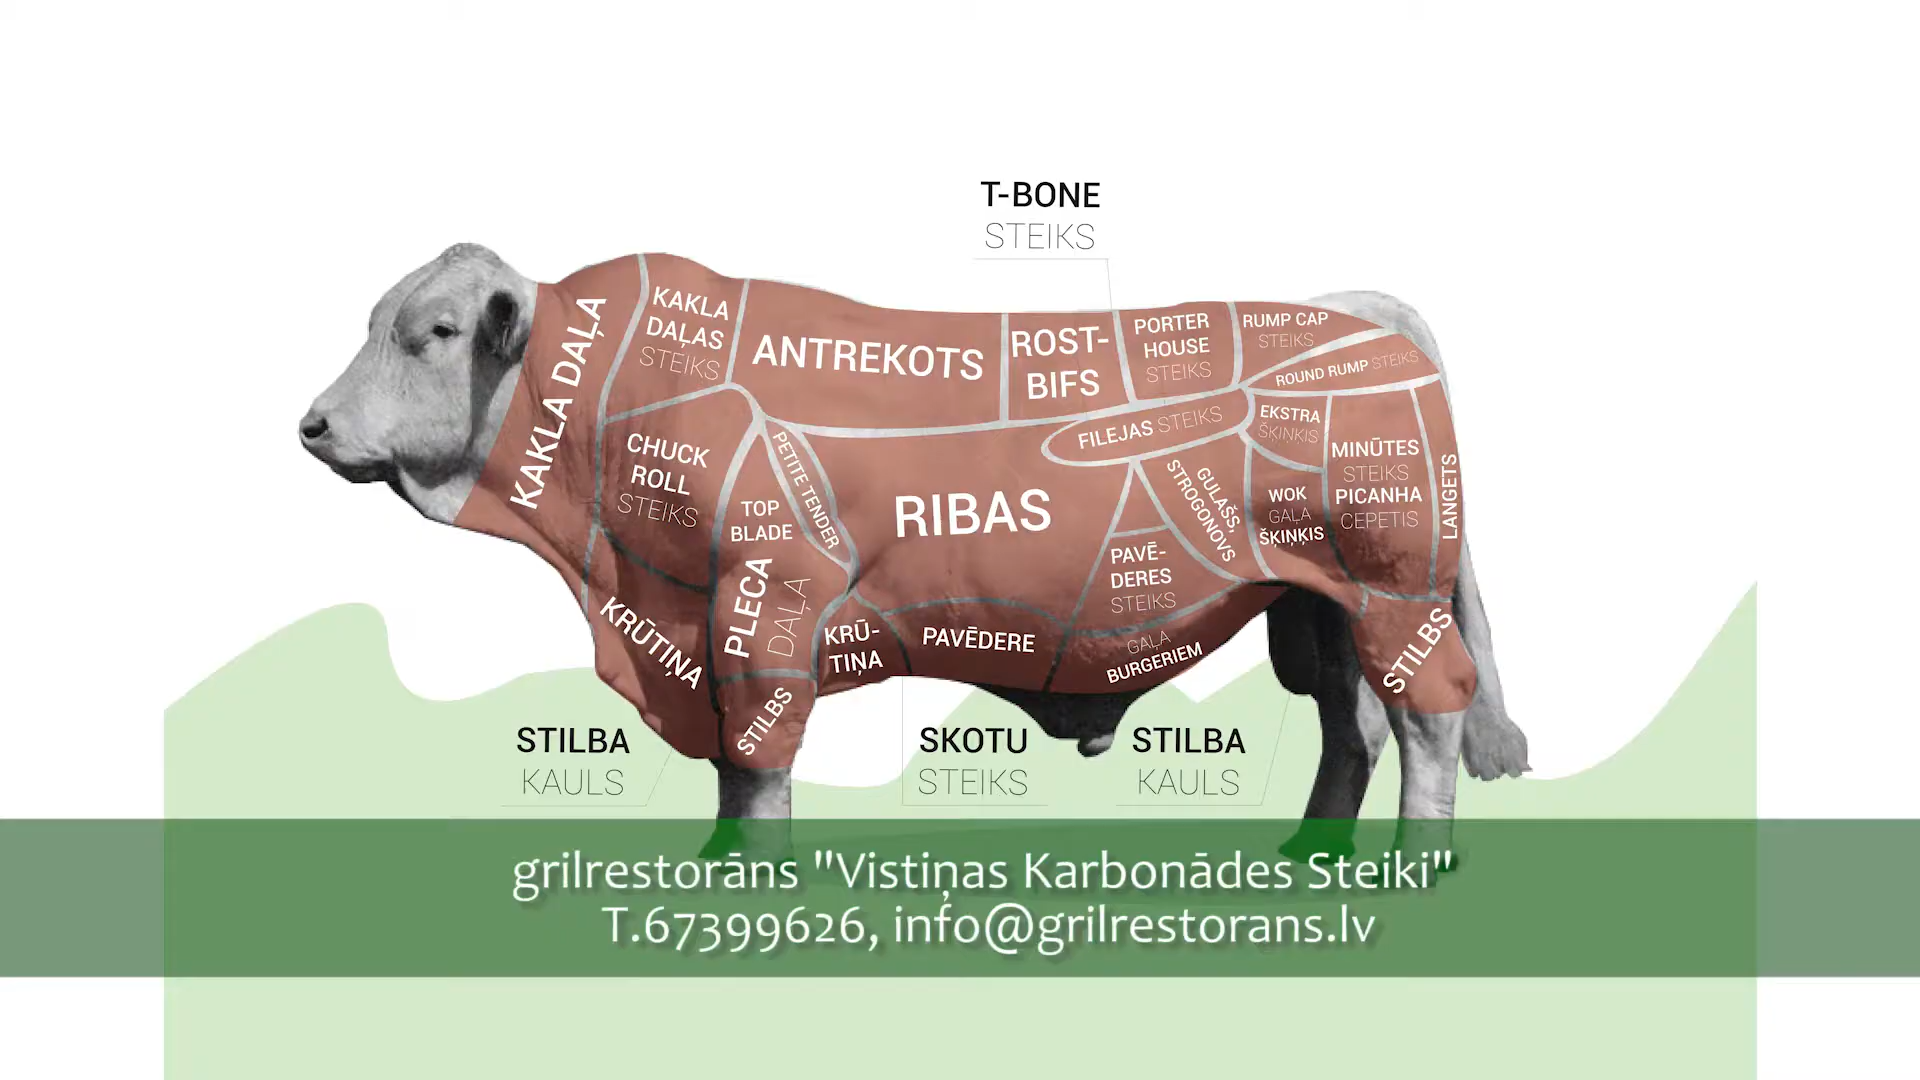 T-BONE
STEIKS
KAKLA DAĻA
KAKLA
DAĻAS
STEIKS
ANTREKOTS
ROST-
BIFS
PORTER
HOUSE
STEIKS
RUMP CAP
STEIKS
ROUND RUMP STEIKS
CHUCK
ROLL
STEIKS
TOP
BLADE
PETITE TENDER
RIBAS
FILEJAS STEIKS
GULAŠS,
STROGONOVS
EKSTRA
ŠĶIŅĶIS
WOK
GAĻA
ŠĶIŅĶIS
MINŪTES
STEIKS
PICANHA
CEPETIS
LANGETS
PLECA
DAĻA
KRŪTIŅA
KRŪ-
TIŅA
PAVĒDERE
PAVĒ-
DERES
STEIKS
GAĻA
BURGERIEM
STILBS
STILBS
STILBA
KAULS
SKOTU
STEIKS
STILBA
KAULS
grilrestorāns "Vistiņas Karbonādes Steiki"
T.67399626, info@grilrestorans.lv